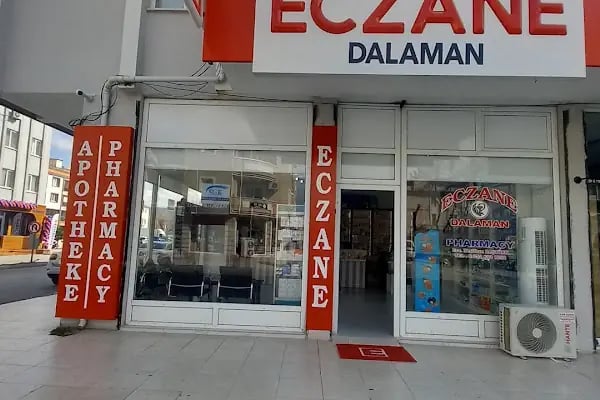 ECZANE
DALAMAN
APOTHEKE
PHARMACY
ECZANE
ECZANE
DALAMAN
PHARMACY
E